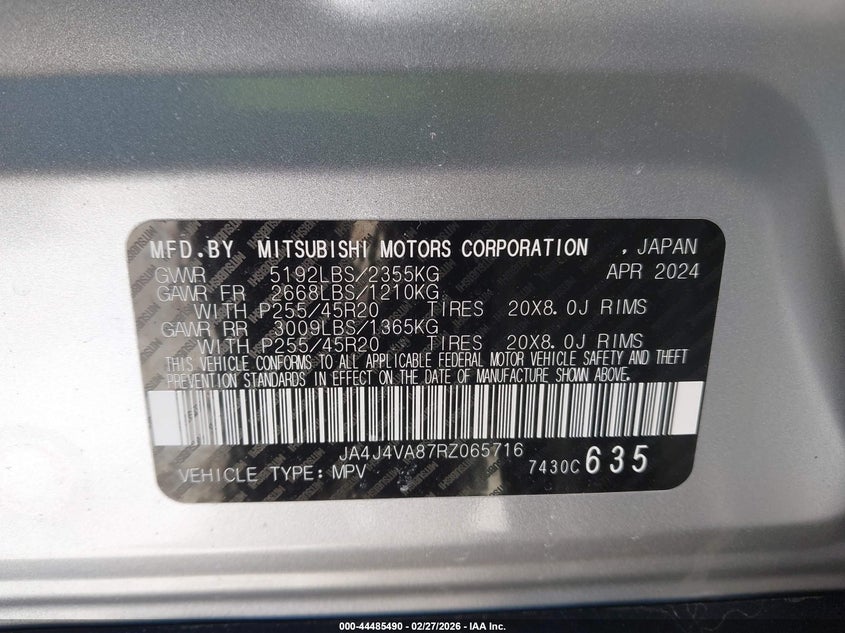 MFD.BY MITSUBISHI MOTORS CORPORATION , JAPAN
GVWR 5192LBS/2355KG APR 2024
GAWR FR 2668LBS/1210KG
WITH P255/45R20 TIRES 20X8.0J RIMS
GAWR RR 3009LBS/1365KG
WITH P255/45R20 TIRES 20X8.0J RIMS
THIS VEHICLE CONFORMS TO ALL APPLICABLE FEDERAL MOTOR VEHICLE SAFETY AND THEFT
PREVENTION STANDARDS IN EFFECT ON THE DATE OF MANUFACTURE SHOWN ABOVE.
JA4J4VA87RZ065716
VEHICLE TYPE: MPV 7430C 635
000-44485490 - 02/27/2026 - IAA Inc.